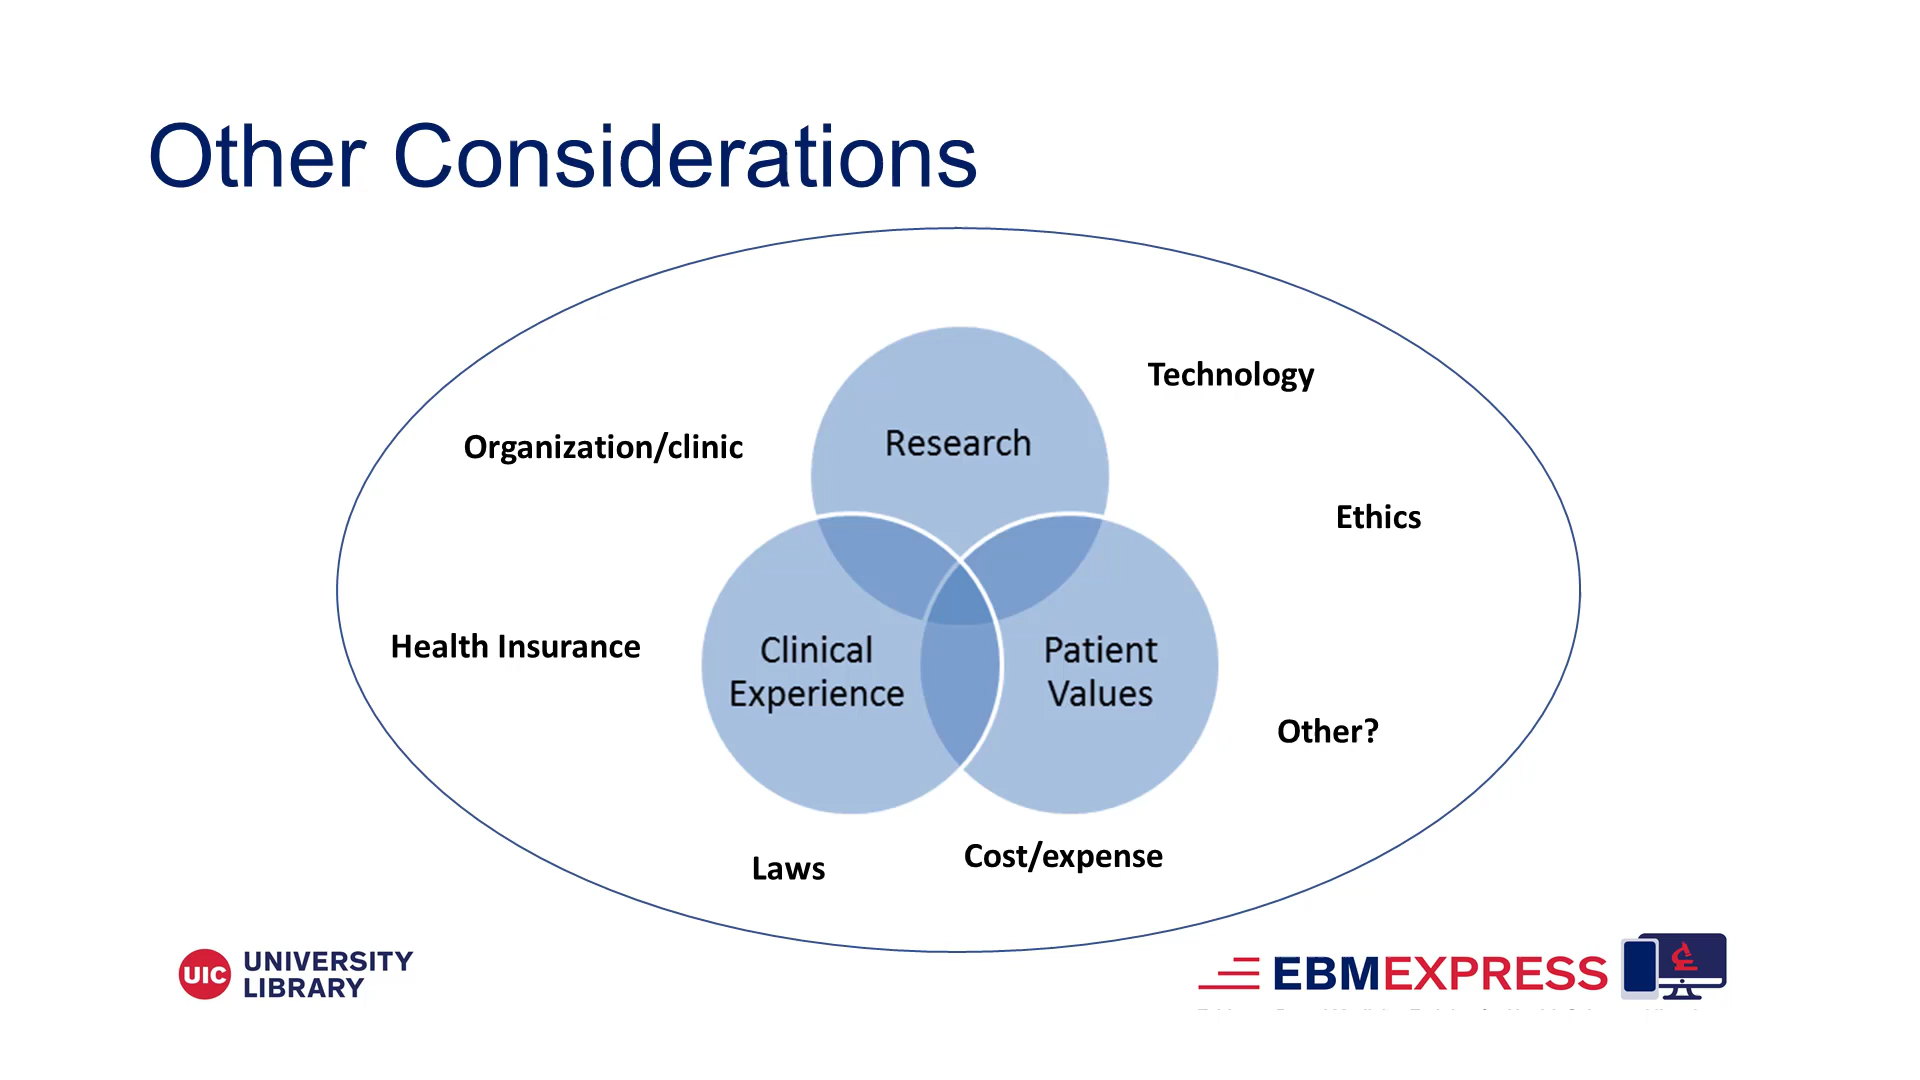 Other Considerations
Technology
Research
Organization/clinic
Ethics
Health Insurance
Clinical
Experience
Patient
Values
Other?
Cost/expense
Laws
UIC
UNIVERSITY
LIBRARY
EBMEXPRESS